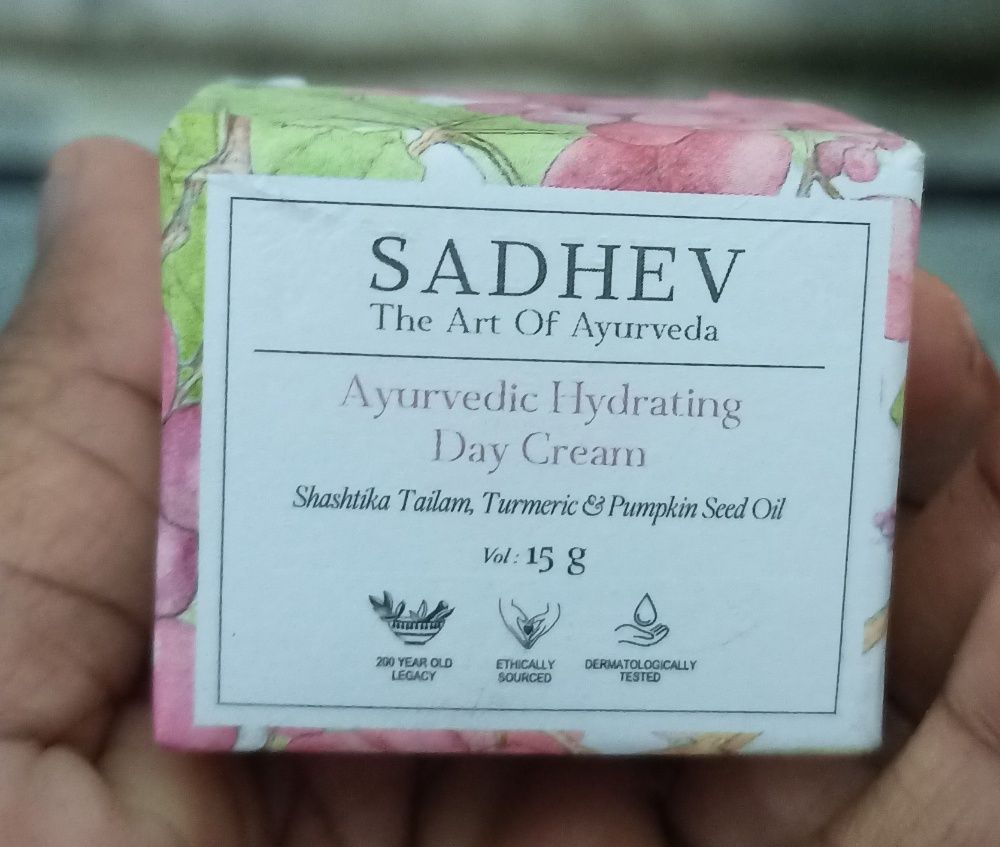 SADHEV
The Art Of Ayurveda
Ayurvedic Hydrating
Day Cream
Shashtika Tailam, Turmeric & Pumpkin Seed Oil
Vol : 15 g
200 YEAR OLD
LEGACY
ETHICALLY
SOURCED
DERMATOLOGICALLY
TESTED